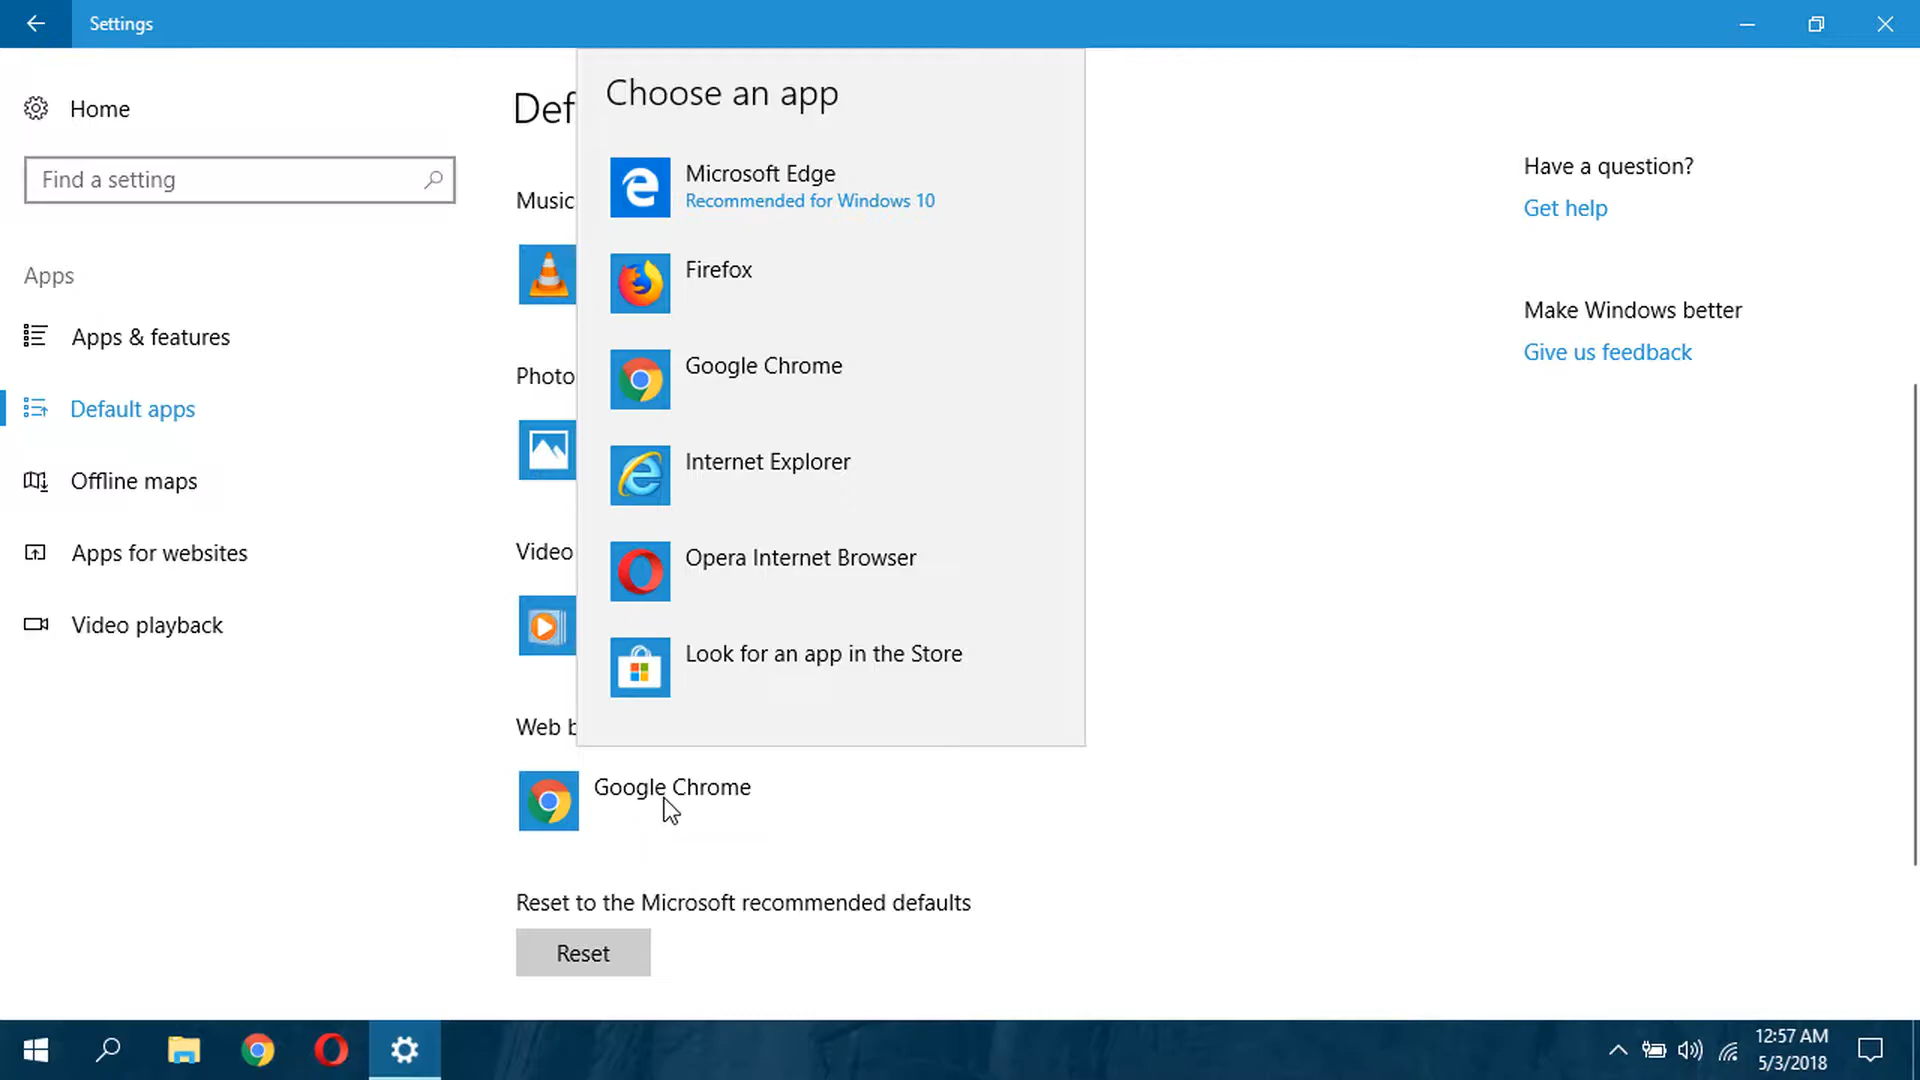 Settings
Home
Find a setting
Apps
Apps & features
Default apps
Offline maps
Apps for websites
Video playback
Def
Music
Photo
Video
Web b
Choose an app
Microsoft Edge
Recommended for Windows 10
Firefox
Google Chrome
Internet Explorer
Opera Internet Browser
Look for an app in the Store
Google Chrome
Reset to the Microsoft recommended defaults
Reset
Have a question?
Get help
Make Windows better
Give us feedback
12:57 AM
5/3/2018